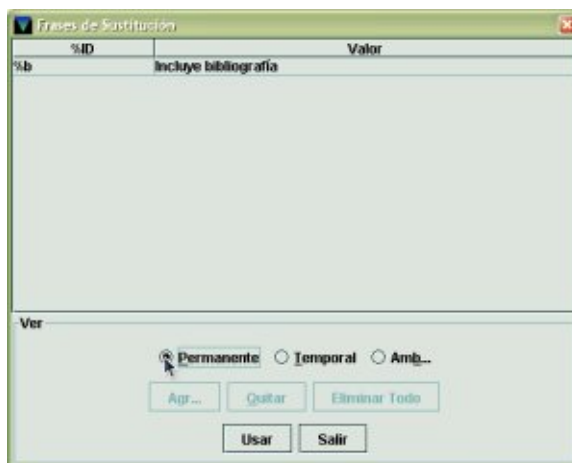 Frases de Sustitución
%ID Valor
%b Incluye bibliografía
Ver
Permanente Temporal Amb...
Agr... Quitar Eliminar Todo
Usar Salir